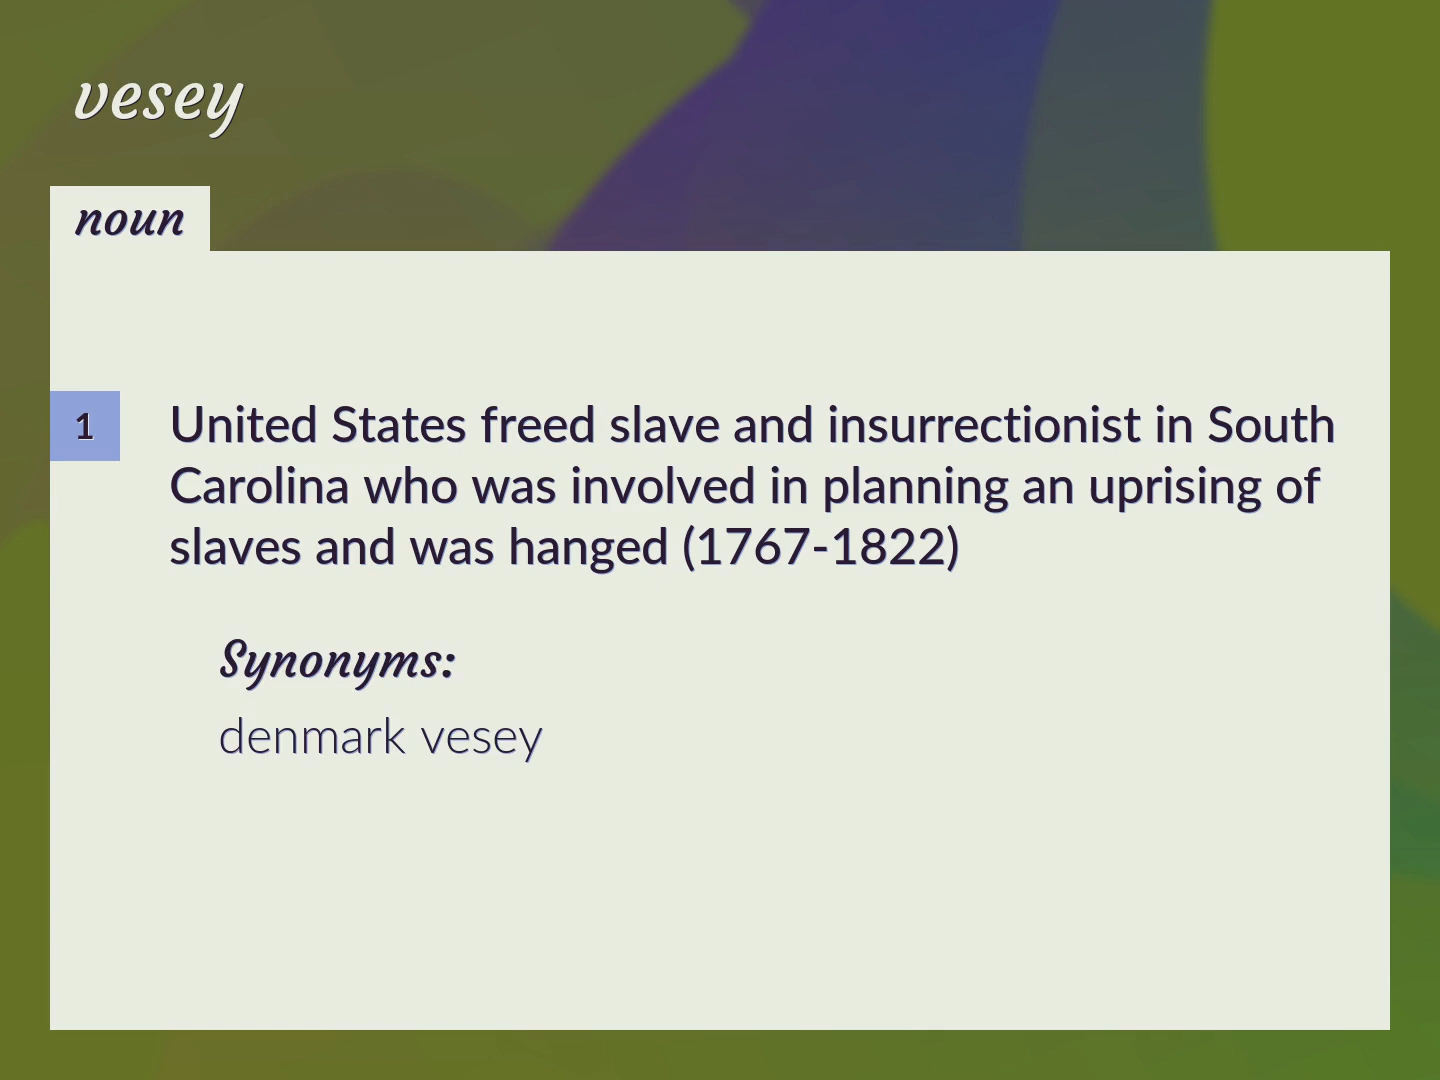 vesey
noun
1
United States freed slave and insurrectionist in South
Carolina who was involved in planning an uprising of
slaves and was hanged (1767-1822)
Synonyms:
denmark vesey